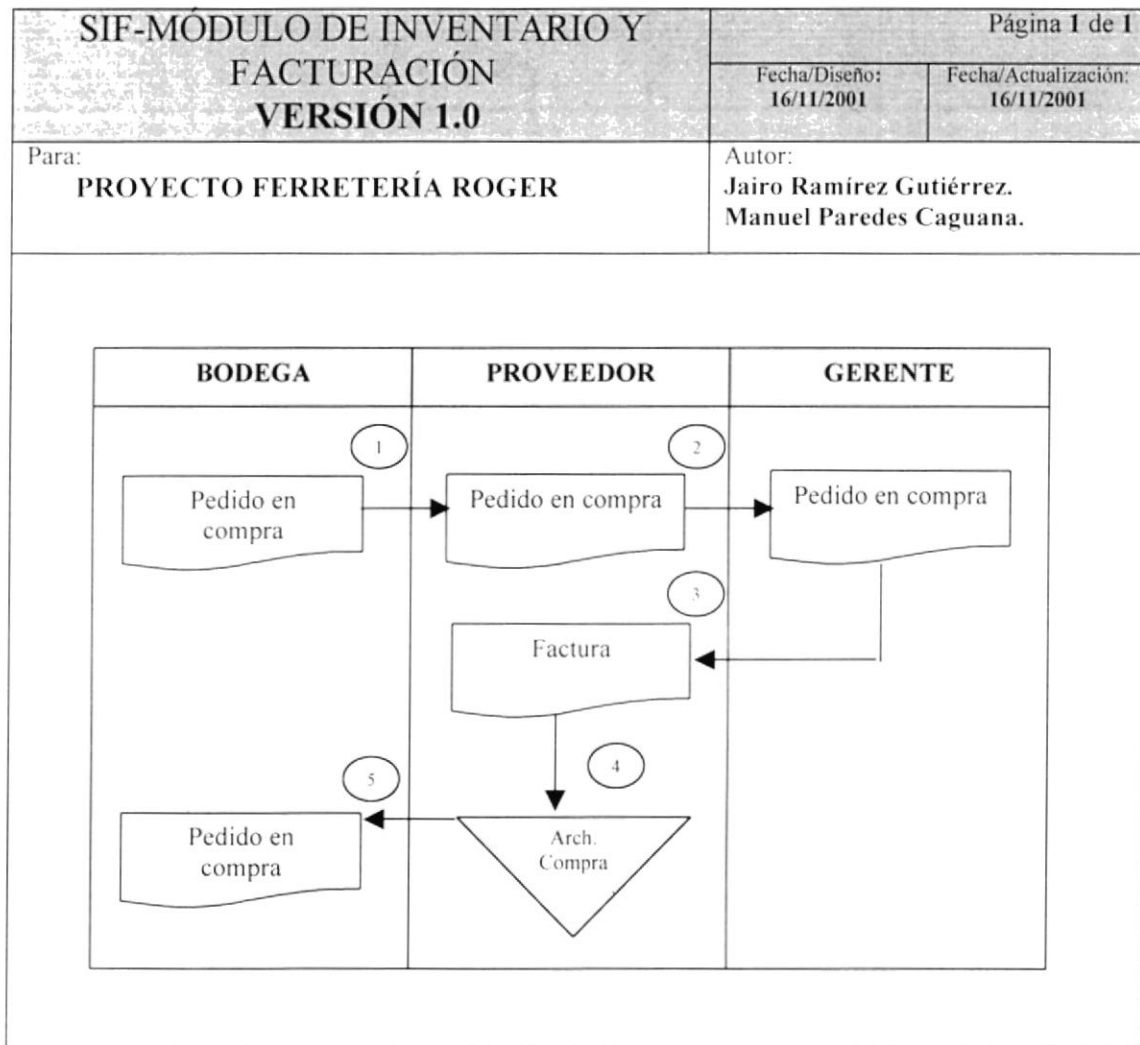 SIF-MÓDULO DE INVENTARIO Y
FACTURACIÓN
VERSIÓN 1.0
Página 1 de 1
Fecha/Diseño:
16/11/2001
Fecha/Actualización:
16/11/2001
Para:
PROYECTO FERRETERÍA ROGER
Autor:
Jairo Ramírez Gutiérrez.
Manuel Paredes Caguana.
BODEGA
PROVEEDOR
GERENTE
1
2
Pedido en
compra
Pedido en compra
Pedido en compra
3
Factura
4
5
Pedido en
compra
Arch.
Compra